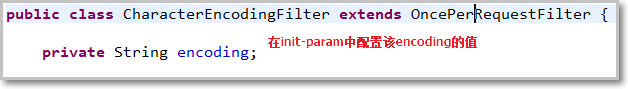 public class CharacterEncodingFilter extends OncePerRequestFilter {
private String encoding; 在init-param中配置该encoding的值